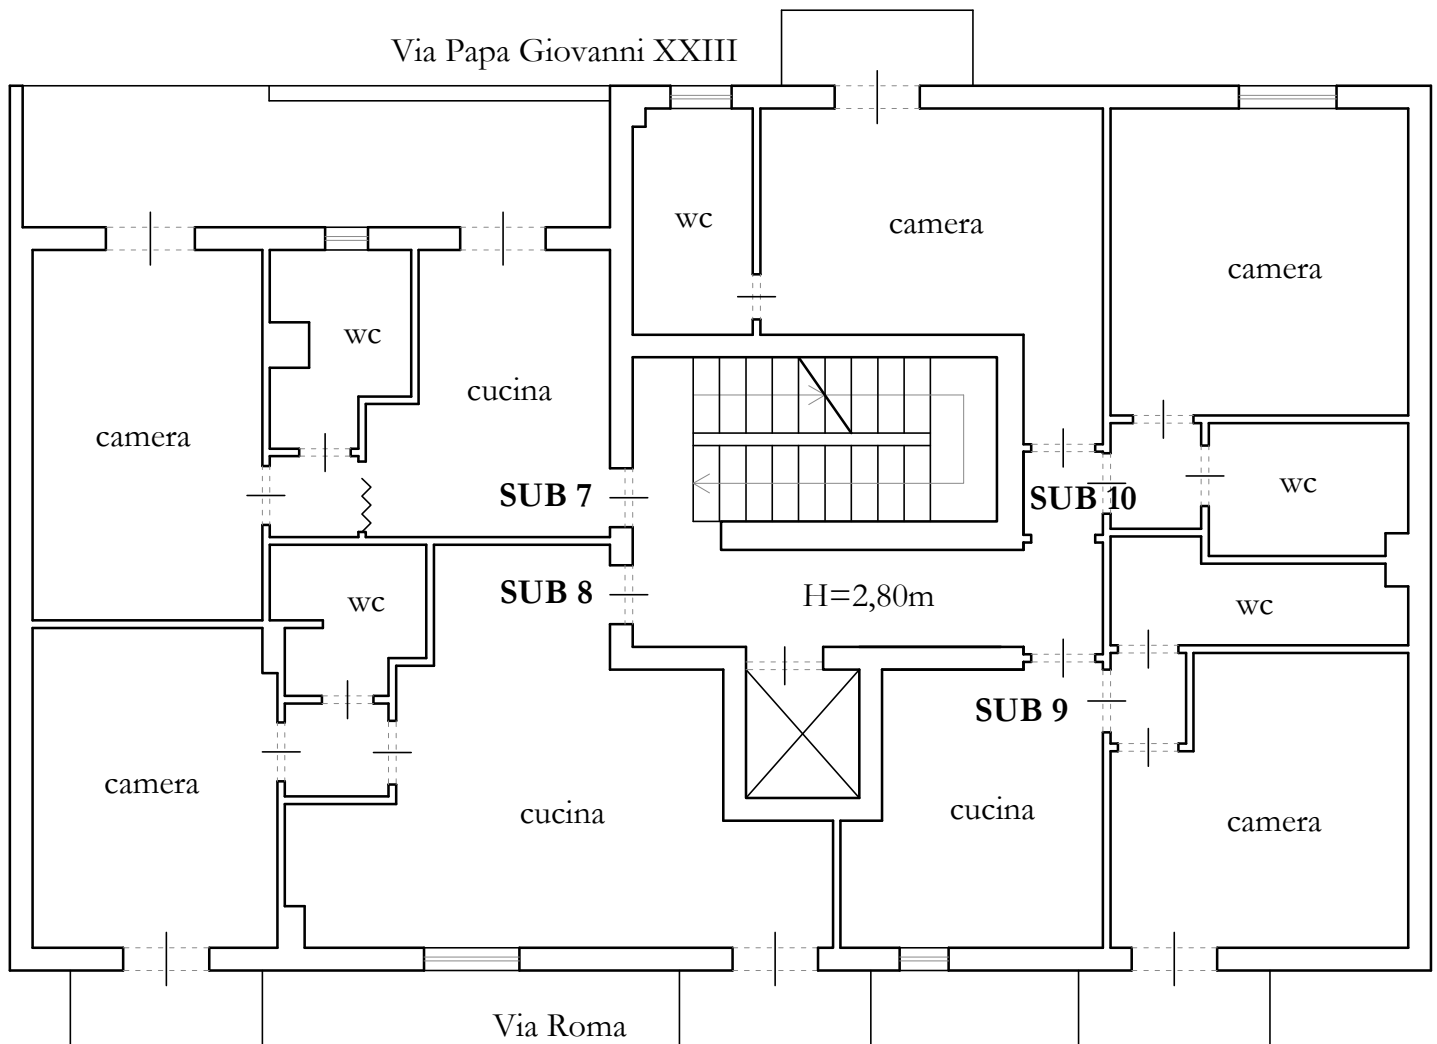 Via Papa Giovanni XXIII
wc
camera
camera
wc
cucina
camera
SUB 7
SUB 10
wc
SUB 8
wc
H=2,80m
wc
SUB 9
camera
cucina
cucina
camera
Via Roma